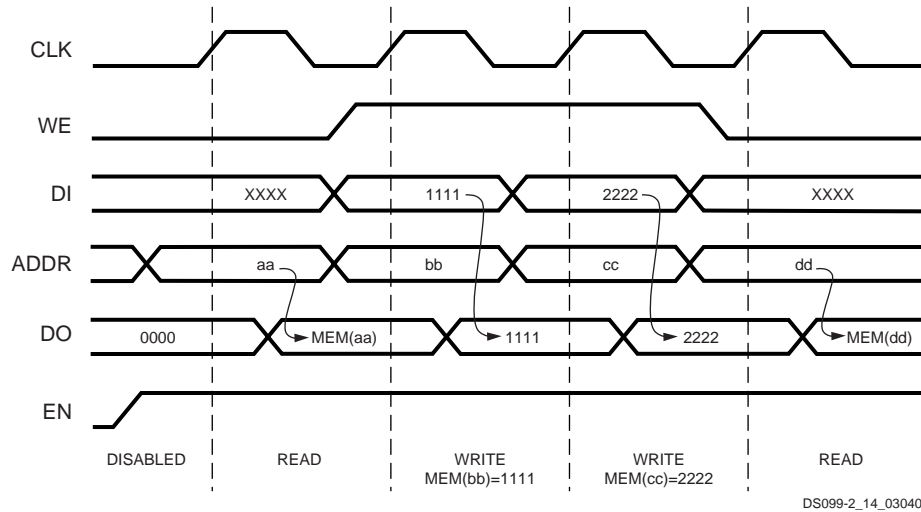 CLK
WE
DI XXXX 1111 2222 XXXX
ADDR aa bb cc dd
DO 0000 MEM(aa) 1111 2222 MEM(dd)
EN
DISABLED READ WRITE WRITE READ
MEM(bb)=1111 MEM(cc)=2222
DS099-2_14_03040